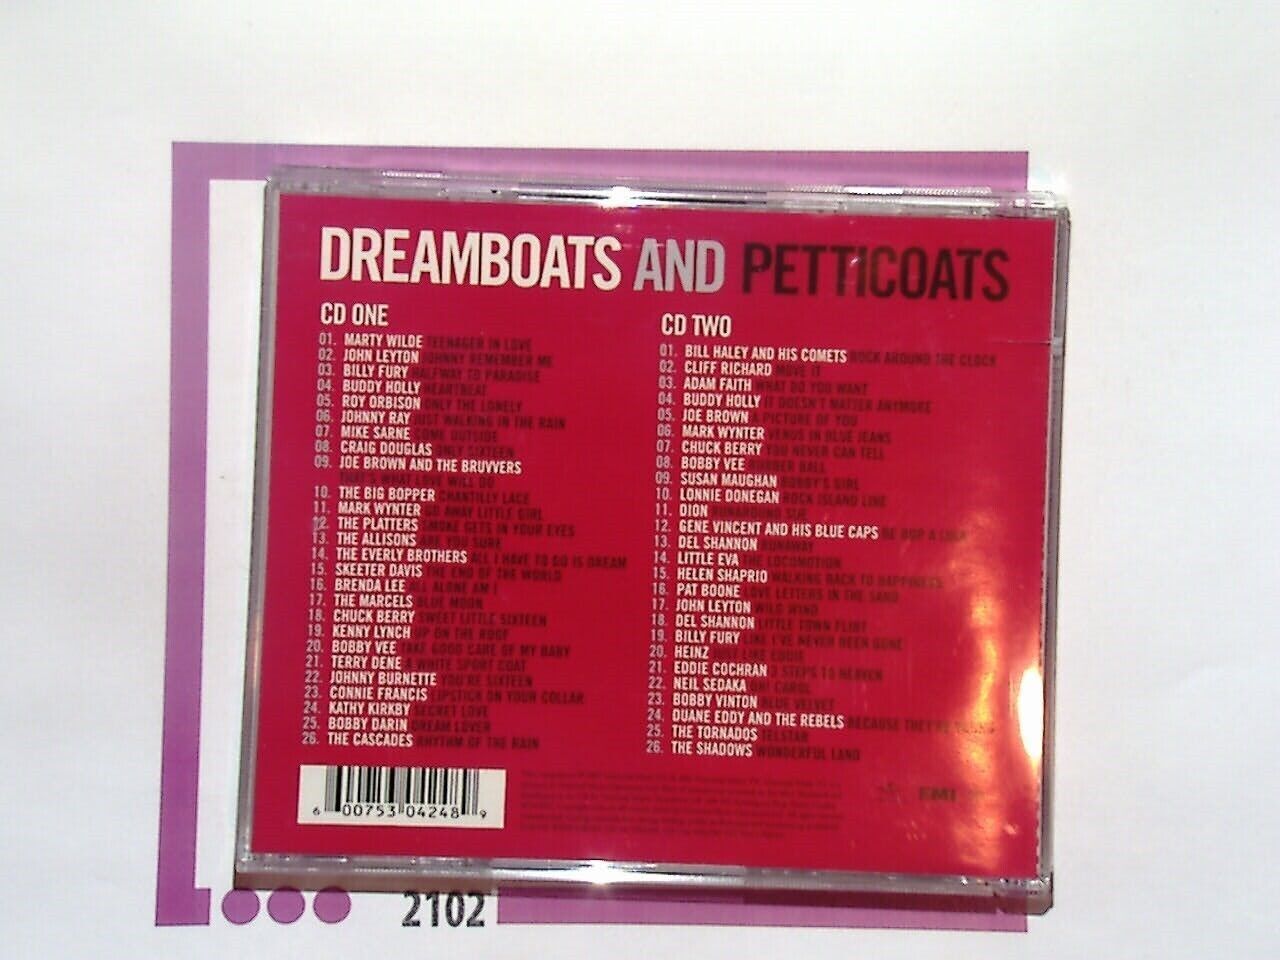 DREAMBOATS AND PETTICOATS
CD ONE
01. MARTY WILDE TEENAGER IN LOVE
02. JOHN LEYTON JOHNNY REMEMBER ME
03. BILLY FURY HALFWAY TO PARADISE
04. BUDDY HOLLY HEARTBEAT
05. ROY ORBISON ONLY THE LONELY
06. JOHNNY RAY JUST WALKING IN THE RAIN
07. MIKE SARNE COME OUTSIDE
08. CRAIG DOUGLAS ONLY SIXTEEN
09. JOE BROWN AND THE BRUVVERS
THAT'S WHAT LOVE WILL DO
10. THE BIG BOPPER CHANTILLY LACE
11. MARK WYNTER GO AWAY LITTLE GIRL
12. THE PLATTERS SMOKE GETS IN YOUR EYES
13. THE ALLISONS ARE YOU SURE
14. THE EVERLY BROTHERS ALL I HAVE TO DO IS DREAM
15. SKEETER DAVIS THE END OF THE WORLD
16. BRENDA LEE ALL ALONE AM I
17. THE MARCELS BLUE MOON
18. CHUCK BERRY SWEET LITTLE SIXTEEN
19. KENNY LYNCH UP ON THE ROOF
20. BOBBY VEE TAKE GOOD CARE OF MY BABY
21. TERRY DENE A WHITE SPORT COAT
22. JOHNNY BURNETTE YOU'RE SIXTEEN
23. CONNIE FRANCIS LIPSTICK ON YOUR COLLAR
24. KATHY KIRKBY SECRET LOVE
25. BOBBY DARIN DREAM LOVER
26. THE CASCADES RHYTHM OF THE RAIN
CD TWO
01. BILL HALEY AND HIS COMETS ROCK AROUND THE CLOCK
02. CLIFF RICHARD MOVE IT
03. ADAM FAITH WHAT DO YOU WANT
04. BUDDY HOLLY IT DOESN'T MATTER ANYMORE
05. JOE BROWN A PICTURE OF YOU
06. MARK WYNTER VENUS IN BLUE JEANS
07. CHUCK BERRY YOU NEVER CAN TELL
08. BOBBY VEE RUBBER BALL
09. SUSAN MAUGHAN BOBBY'S GIRL
10. LONNIE DONEGAN ROCK ISLAND LINE
11. DION RUNAROUND SUE
12. GENE VINCENT AND HIS BLUE CAPS BE BOP A LULA
13. DEL SHANNON RUNAWAY
14. LITTLE EVA THE LOCOMOTION
15. HELEN SHAPRIO WALKING BACK TO HAPPINESS
16. PAT BOONE LOVE LETTERS IN THE SAND
17. JOHN LEYTON WILD WIND
18. DEL SHANNON LITTLE TOWN FLIRT
19. BILLY FURY LIKE I'VE NEVER BEEN GONE
20. HEINZ JUST LIKE EDDIE
21. EDDIE COCHRAN 3 STEPS TO HEAVEN
22. NEIL SEDAKA OH! CAROL
23. BOBBY VINTON BLUE VELVET
24. DUANE EDDY AND THE REBELS BECAUSE THEY'RE YOUNG
25. THE TORNADOS TELSTAR
26. THE SHADOWS WONDERFUL LAND
6 00753 04248 9
EMI
2102